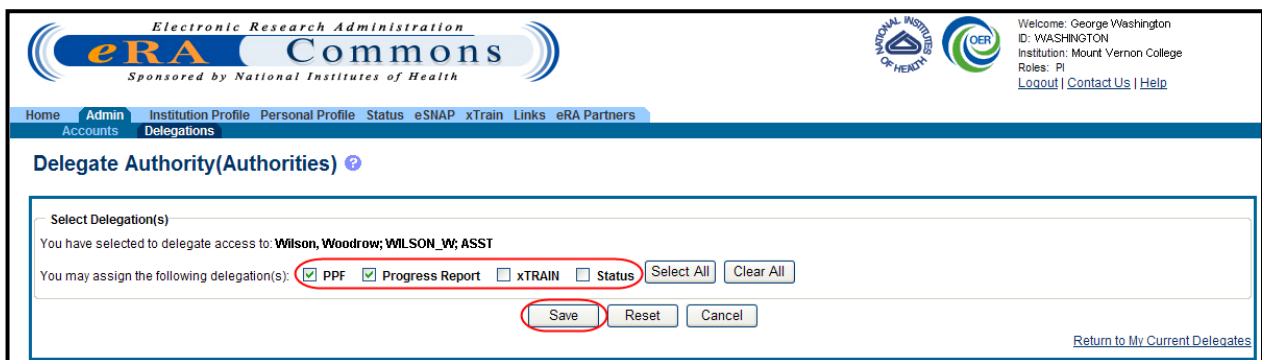 Electronic Research Administration
eRA Commons
Sponsored by National Institutes of Health
NATIONAL INSTITUTES OF HEALTH
OER
Welcome: George Washington
ID: WASHINGTON
Institution: Mount Vernon College
Roles: PI
Logout | Contact Us | Help
Home Admin Institution Profile Personal Profile Status eSNAP xTrain Links eRA Partners
Accounts Delegations
Delegate Authority(Authorities) ?
Select Delegation(s)
You have selected to delegate access to: Wilson, Woodrow; WILSON_W; ASST
You may assign the following delegation(s): PPF Progress Report xTRAIN Status Select All Clear All
Save Reset Cancel
Return to My Current Delegates